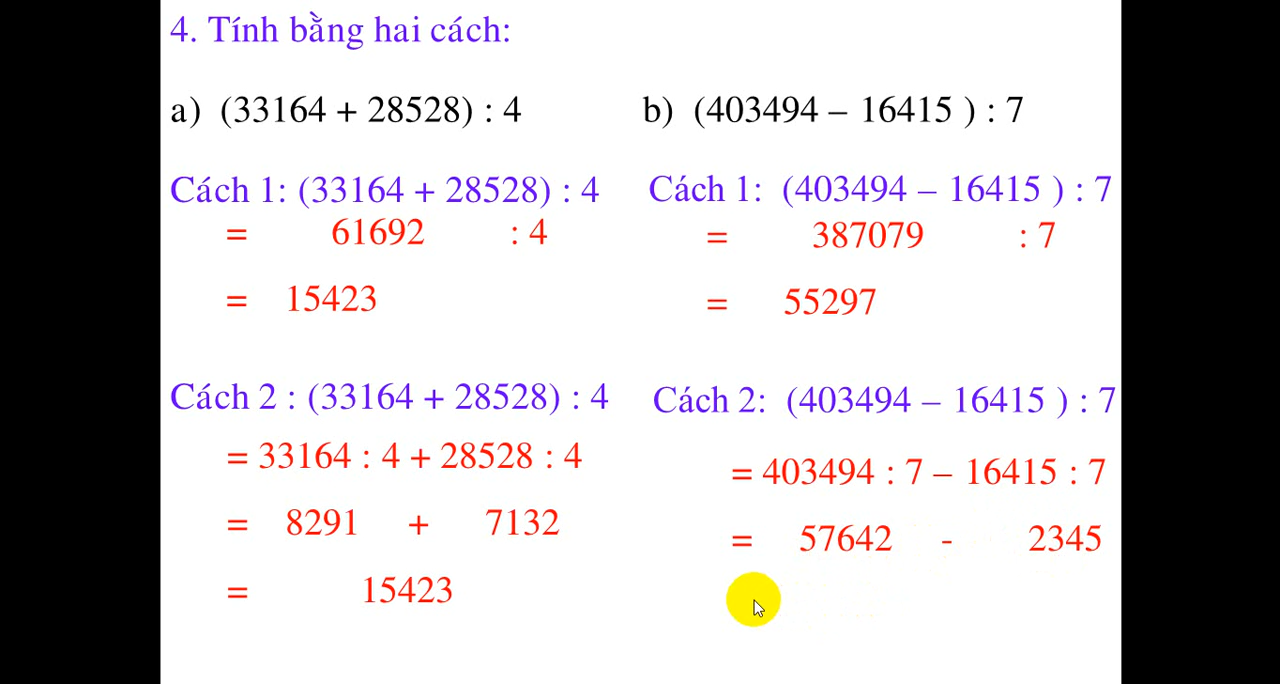 4. Tính bằng hai cách:
a) (33164 + 28528) : 4
Cách 1: (33164 + 28528) : 4
= 61692 : 4
= 15423
Cách 2 : (33164 + 28528) : 4
= 33164 : 4 + 28528 : 4
= 8291 + 7132
= 15423
b) (403494 – 16415 ) : 7
Cách 1: (403494 – 16415 ) : 7
= 387079 : 7
= 55297
Cách 2: (403494 – 16415 ) : 7
= 403494 : 7 – 16415 : 7
= 57642 - 2345